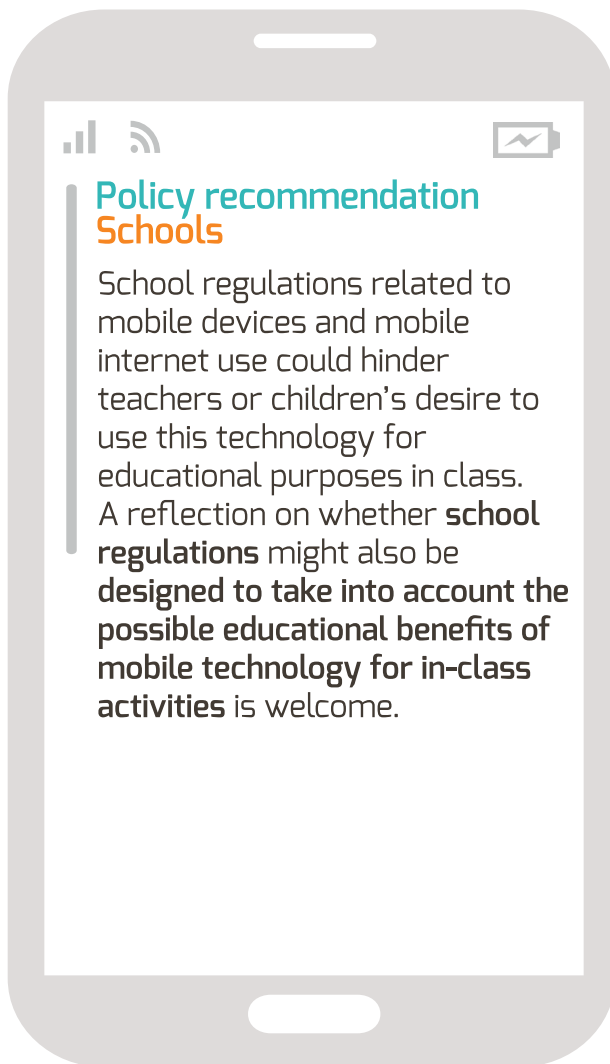 Policy recommendation
Schools
School regulations related to
mobile devices and mobile
internet use could hinder
teachers or children’s desire to
use this technology for
educational purposes in class.
A reflection on whether school
regulations might also be
designed to take into account the
possible educational benefits of
mobile technology for in-class
activities is welcome.